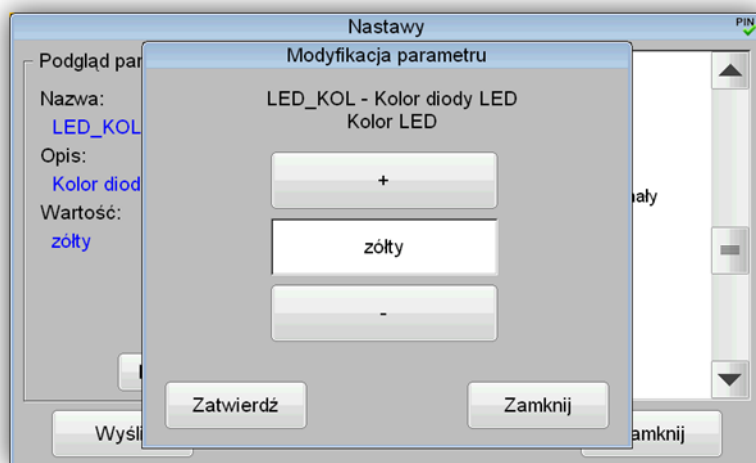 Nastawy
PIN
Podgląd par
Modyfikacja parametru
Nazwa:
LED_KOL
Opis:
Kolor diod
Wartość:
zółty
LED_KOL - Kolor diody LED
Kolor LED
+
zółty
-
Zatwierdź
Zamknij
ały
Wyśli
amknij